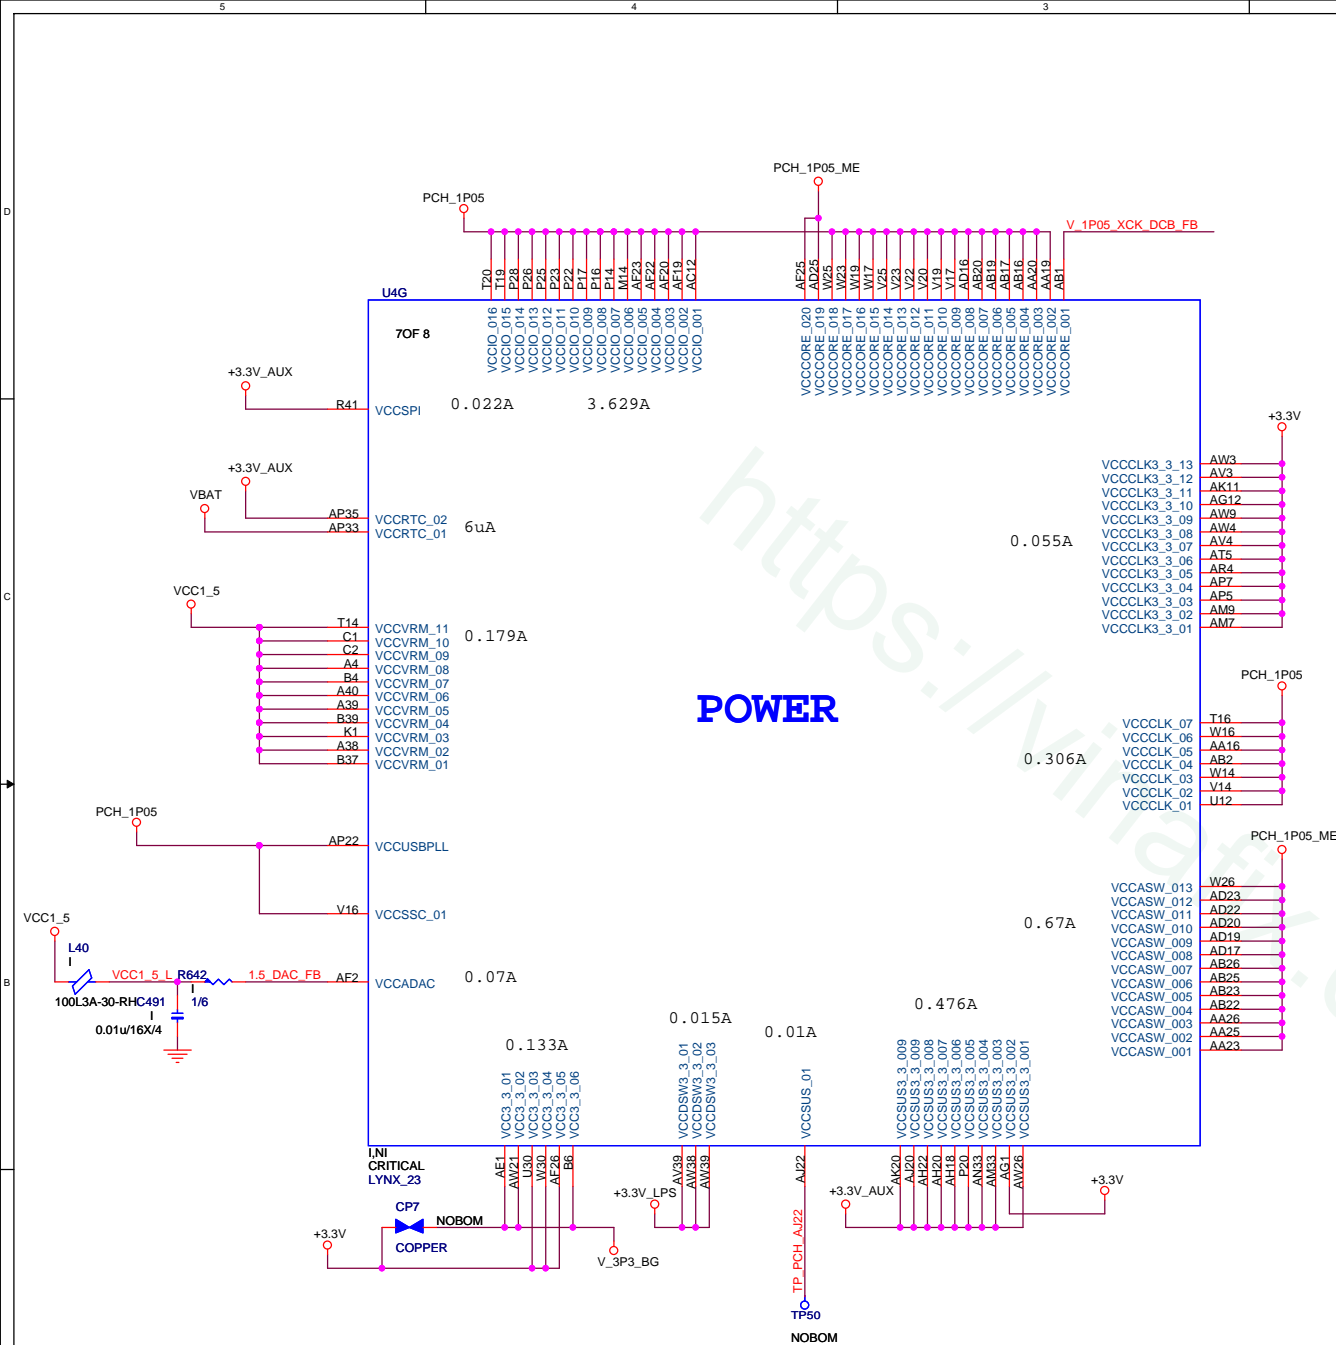 5
4
3
D
C
B
PCH_1P05_ME
PCH_1P05
V_1P05_XCK_DCB_FB
T20
T19
P28
P26
P25
P23
P22
P17
P16
P14
M14
AF23
AF22
AF20
AF19
AC12
AF25
AD25
W25
W23
W19
W17
V25
V23
V22
V20
V19
V17
AD16
AB20
AB19
AB17
AB16
AA20
AA19
AB1
U4G
7OF 8
VCCIO_016
VCCIO_015
VCCIO_014
VCCIO_013
VCCIO_012
VCCIO_011
VCCIO_010
VCCIO_009
VCCIO_008
VCCIO_007
VCCIO_006
VCCIO_005
VCCIO_004
VCCIO_003
VCCIO_002
VCCIO_001
VCCCORE_020
VCCCORE_019
VCCCORE_018
VCCCORE_017
VCCCORE_016
VCCCORE_015
VCCCORE_014
VCCCORE_013
VCCCORE_012
VCCCORE_011
VCCCORE_010
VCCCORE_009
VCCCORE_008
VCCCORE_007
VCCCORE_006
VCCCORE_005
VCCCORE_004
VCCCORE_003
VCCCORE_002
VCCCORE_001
+3.3V_AUX
R41 VCCSPI 0.022A 3.629A
+3.3V_AUX
VBAT
AP35 VCCRTC_02
AP33 VCCRTC_01
6uA
VCC1_5
T14 VCCVRM_11
C1 VCCVRM_10
C2 VCCVRM_09
A4 VCCVRM_08
B4 VCCVRM_07
A40 VCCVRM_06
A39 VCCVRM_05
B39 VCCVRM_04
K1 VCCVRM_03
A38 VCCVRM_02
B37 VCCVRM_01
0.179A
PCH_1P05
AP22 VCCUSBPLL
V16 VCCSSC_01
VCC1_5
L40
I
VCC1_5_L
R642
1.5_DAC_FB
AF2 VCCADAC
0.07A
100L3A-30-RH
C491
I
0.01u/16X/4
I
1/6
POWER
+3.3V
VCCCLK3_3_13 AW3
VCCCLK3_3_12 AV3
VCCCLK3_3_11 AK11
VCCCLK3_3_10 AG12
VCCCLK3_3_09 AW9
VCCCLK3_3_08 AW4
VCCCLK3_3_07 AV4
VCCCLK3_3_06 AT5
VCCCLK3_3_05 AR4
VCCCLK3_3_04 AP7
VCCCLK3_3_03 AP5
VCCCLK3_3_02 AM9
VCCCLK3_3_01 AM7
0.055A
PCH_1P05
VCCCLK_07 T16
VCCCLK_06 W16
VCCCLK_05 AA16
VCCCLK_04 AB2
VCCCLK_03 W14
VCCCLK_02 V14
VCCCLK_01 U12
0.306A
PCH_1P05_ME
VCCASW_013 W26
VCCASW_012 AD23
VCCASW_011 AD22
VCCASW_010 AD20
VCCASW_009 AD19
VCCASW_008 AD17
VCCASW_007 AB26
VCCASW_006 AB25
VCCASW_005 AB23
VCCASW_004 AB22
VCCASW_003 AA26
VCCASW_002 AA25
VCCASW_001 AA23
0.67A
0.133A
0.015A
0.01A
0.476A
VCC3_3_01
VCC3_3_02
VCC3_3_03
VCC3_3_04
VCC3_3_05
VCC3_3_06
VCCDSW3_3_01
VCCDSW3_3_02
VCCDSW3_3_03
VCCSUS_01
VCCSUS3_3_009
VCCSUS3_3_009
VCCSUS3_3_008
VCCSUS3_3_007
VCCSUS3_3_006
VCCSUS3_3_005
VCCSUS3_3_004
VCCSUS3_3_003
VCCSUS3_3_002
VCCSUS3_3_001
I,NI
CRITICAL
LYNX_23
AE1
AW21
U30
W30
AF26
B6
AV39
AW38
AW39
AJ22
AK20
AJ20
AH22
AH20
AH18
P20
AN33
AM33
AG1
AW26
CP7
NOBOM
COPPER
+3.3V
V_3P3_BG
+3.3V_LPS
TP_PCH_AJ22
TP50
NOBOM
+3.3V_AUX
+3.3V